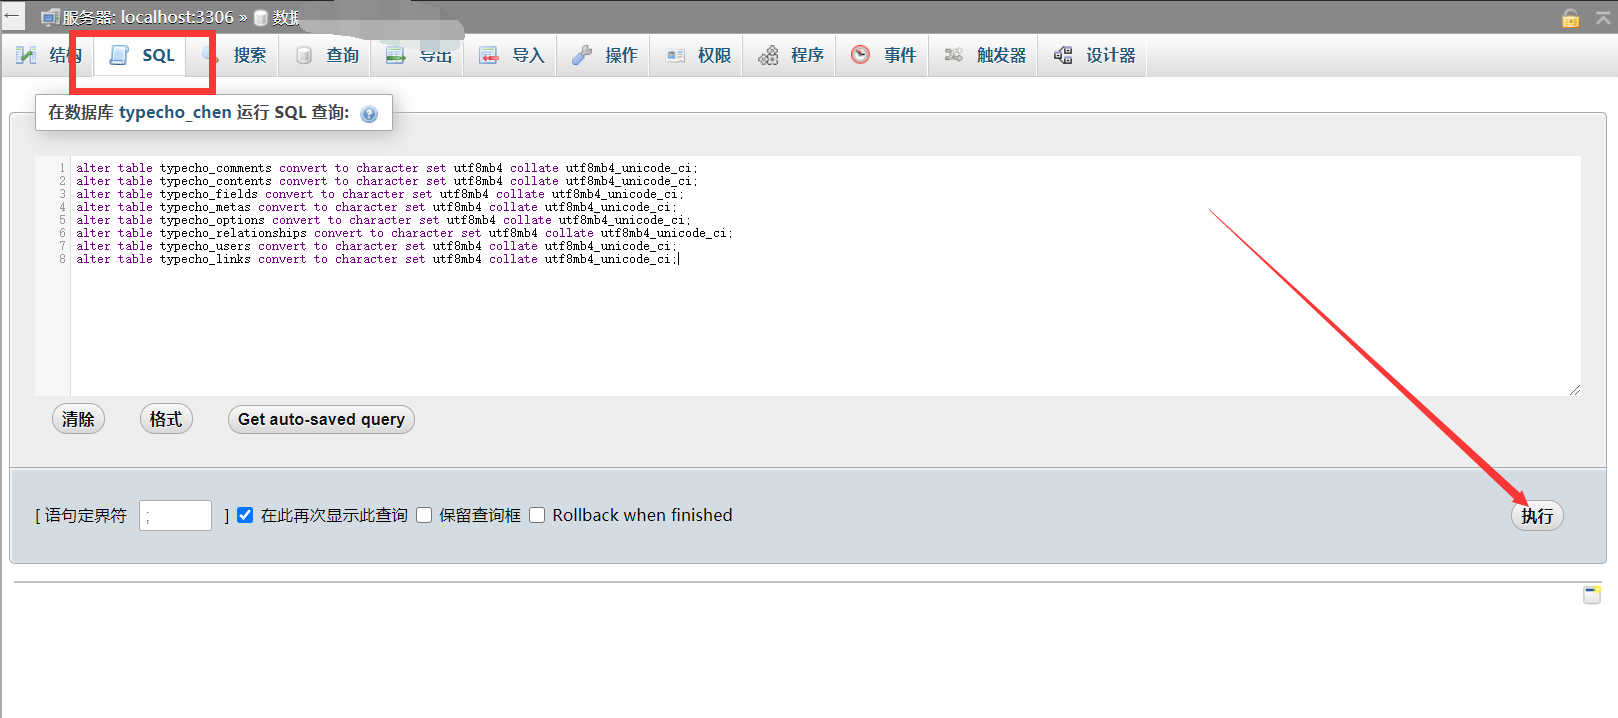 服务器: localhost:3306 » 数据
结构 SQL 搜索 查询 导出 导入 操作 权限 程序 事件 触发器 设计器
在数据库 typecho_chen 运行 SQL 查询:
1 alter table typecho_comments convert to character set utf8mb4 collate utf8mb4_unicode_ci;
2 alter table typecho_contents convert to character set utf8mb4 collate utf8mb4_unicode_ci;
3 alter table typecho_fields convert to character set utf8mb4 collate utf8mb4_unicode_ci;
4 alter table typecho_metas convert to character set utf8mb4 collate utf8mb4_unicode_ci;
5 alter table typecho_options convert to character set utf8mb4 collate utf8mb4_unicode_ci;
6 alter table typecho_relationships convert to character set utf8mb4 collate utf8mb4_unicode_ci;
7 alter table typecho_users convert to character set utf8mb4 collate utf8mb4_unicode_ci;
8 alter table typecho_links convert to character set utf8mb4 collate utf8mb4_unicode_ci;
清除 格式 Get auto-saved query
[ 语句定界符 ; ] 在此再次显示此查询 保留查询框 Rollback when finished 执行